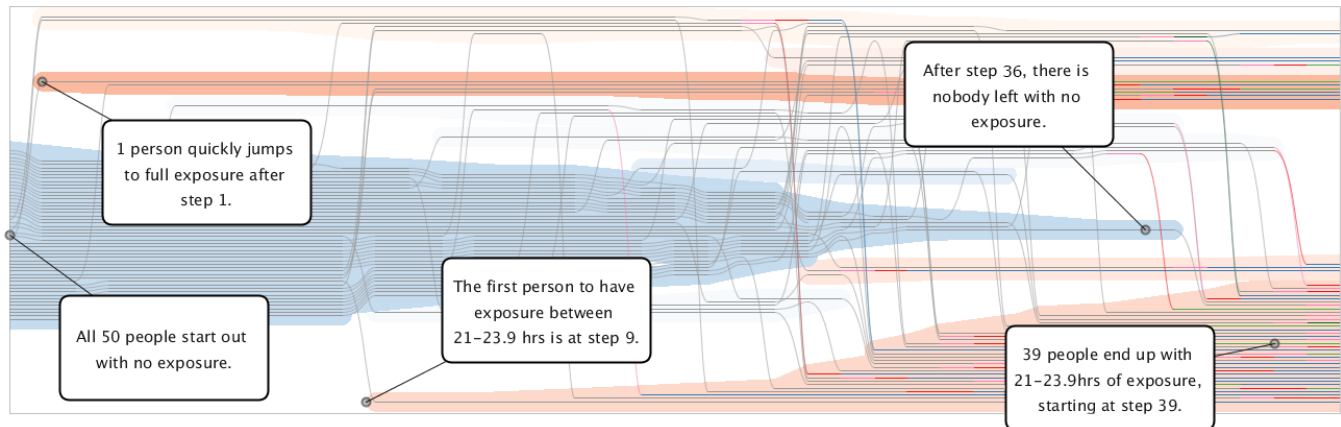 After step 36, there is
nobody left with no
exposure.
1 person quickly jumps
to full exposure after
step 1.
The first person to have
exposure between
21-23.9 hrs is at step 9.
All 50 people start out
with no exposure.
39 people end up with
21-23.9hrs of exposure,
starting at step 39.